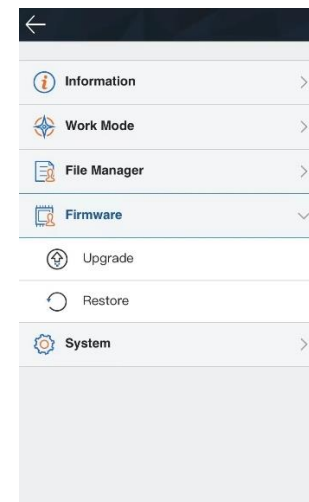 Information
Work Mode
File Manager
Firmware
Upgrade
Restore
System